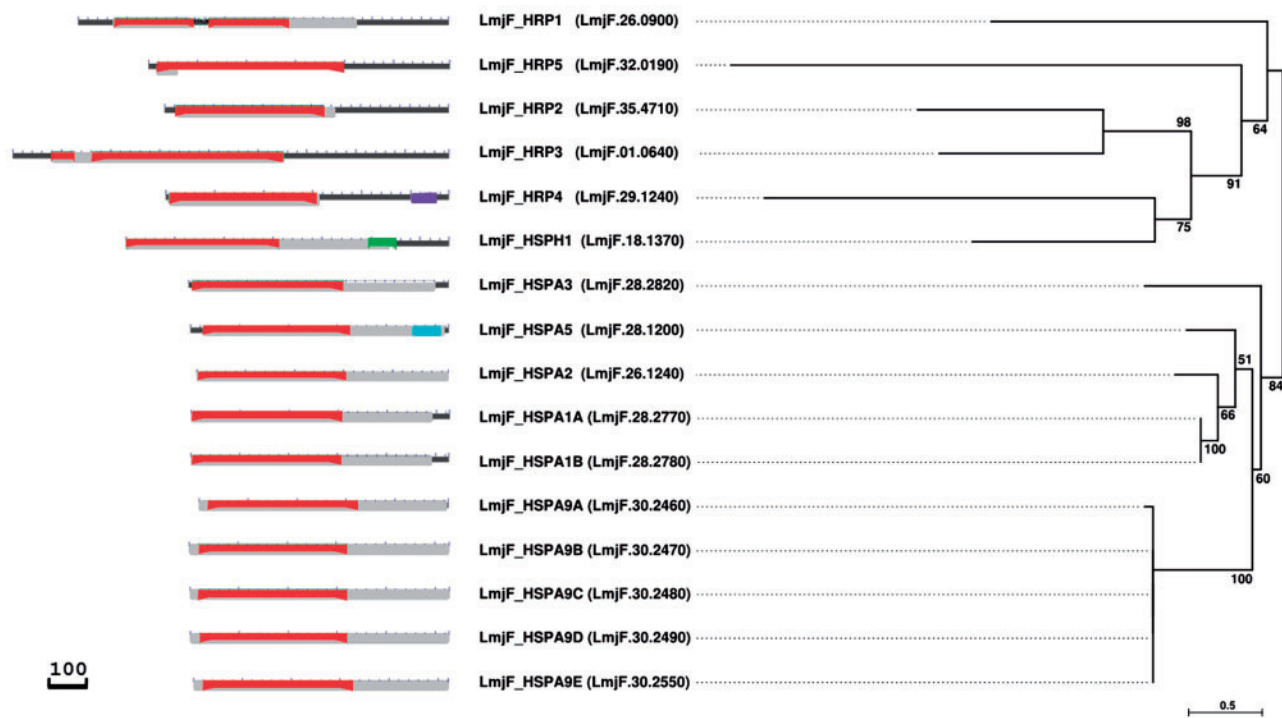 LmjF_HRP1 (LmjF.26.0900)
LmjF_HRP5 (LmjF.32.0190)
64
LmjF_HRP2 (LmjF.35.4710)
98
LmjF_HRP3 (LmjF.01.0640)
91
LmjF_HRP4 (LmjF.29.1240)
75
LmjF_HSPH1 (LmjF.18.1370)
LmjF_HSPA3 (LmjF.28.2820)
LmjF_HSPA5 (LmjF.28.1200)
51
LmjF_HSPA2 (LmjF.26.1240)
84
LmjF_HSPA1A (LmjF.28.2770)
66
100
LmjF_HSPA1B (LmjF.28.2780)
60
LmjF_HSPA9A (LmjF.30.2460)
LmjF_HSPA9B (LmjF.30.2470)
100
LmjF_HSPA9C (LmjF.30.2480)
LmjF_HSPA9D (LmjF.30.2490)
100
LmjF_HSPA9E (LmjF.30.2550)
0.5